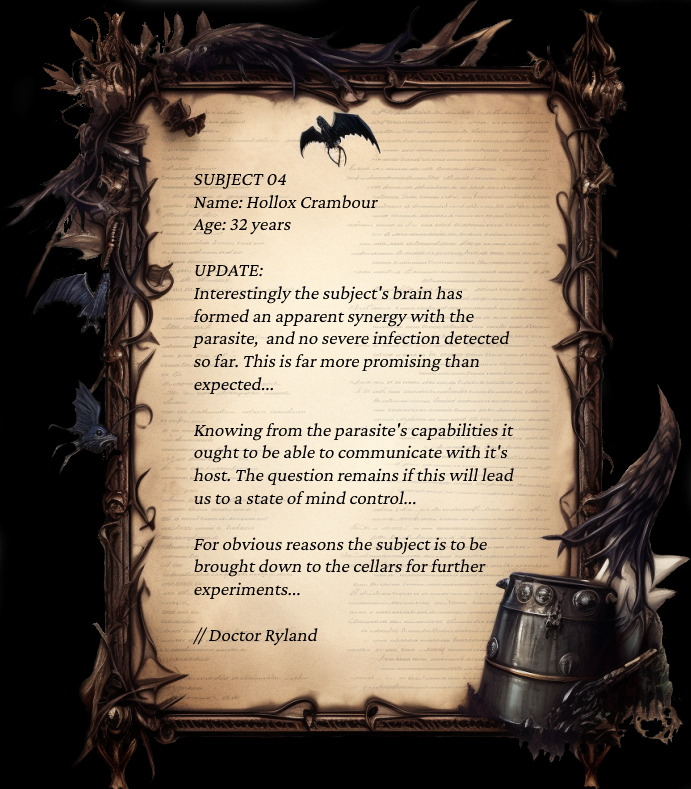 SUBJECT 04
Name: Hollox Crambour
Age: 32 years
UPDATE:
Interestingly the subject's brain has
formed an apparent synergy with the
parasite,  and no severe infection detected
so far. This is far more promising than
expected...
Knowing from the parasite's capabilities it
ought to be able to communicate with it's
host. The question remains if this will lead
us to a state of mind control...
For obvious reasons the subject is to be
brought down to the cellars for further
experiments...
// Doctor Ryland